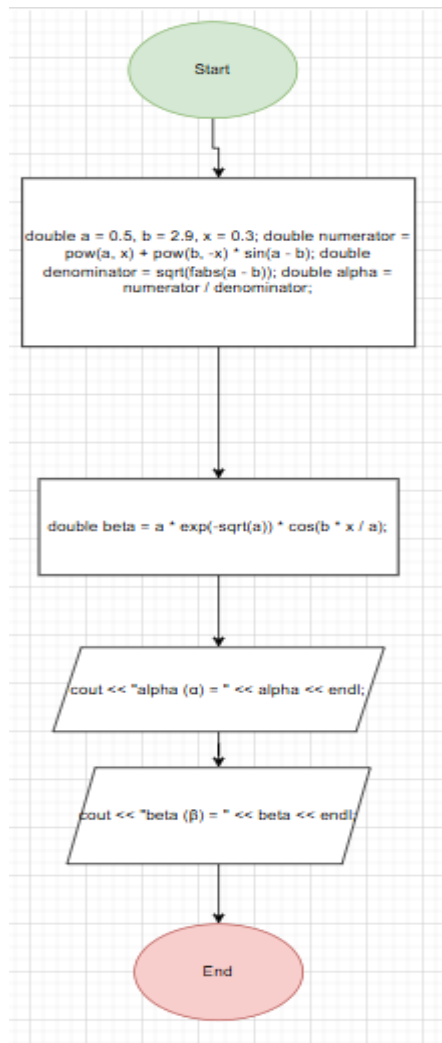 Start
double a = 0.5, b = 2.9, x = 0.3; double numerator =
pow(a, x) + pow(b, -x) * sin(a - b); double
denominator = sqrt(fabs(a - b)); double alpha =
numerator / denominator;
double beta = a * exp(-sqrt(a)) * cos(b * x / a);
cout << "alpha (α) = " << alpha << endl;
cout << "beta (β) = " << beta << endl;
End